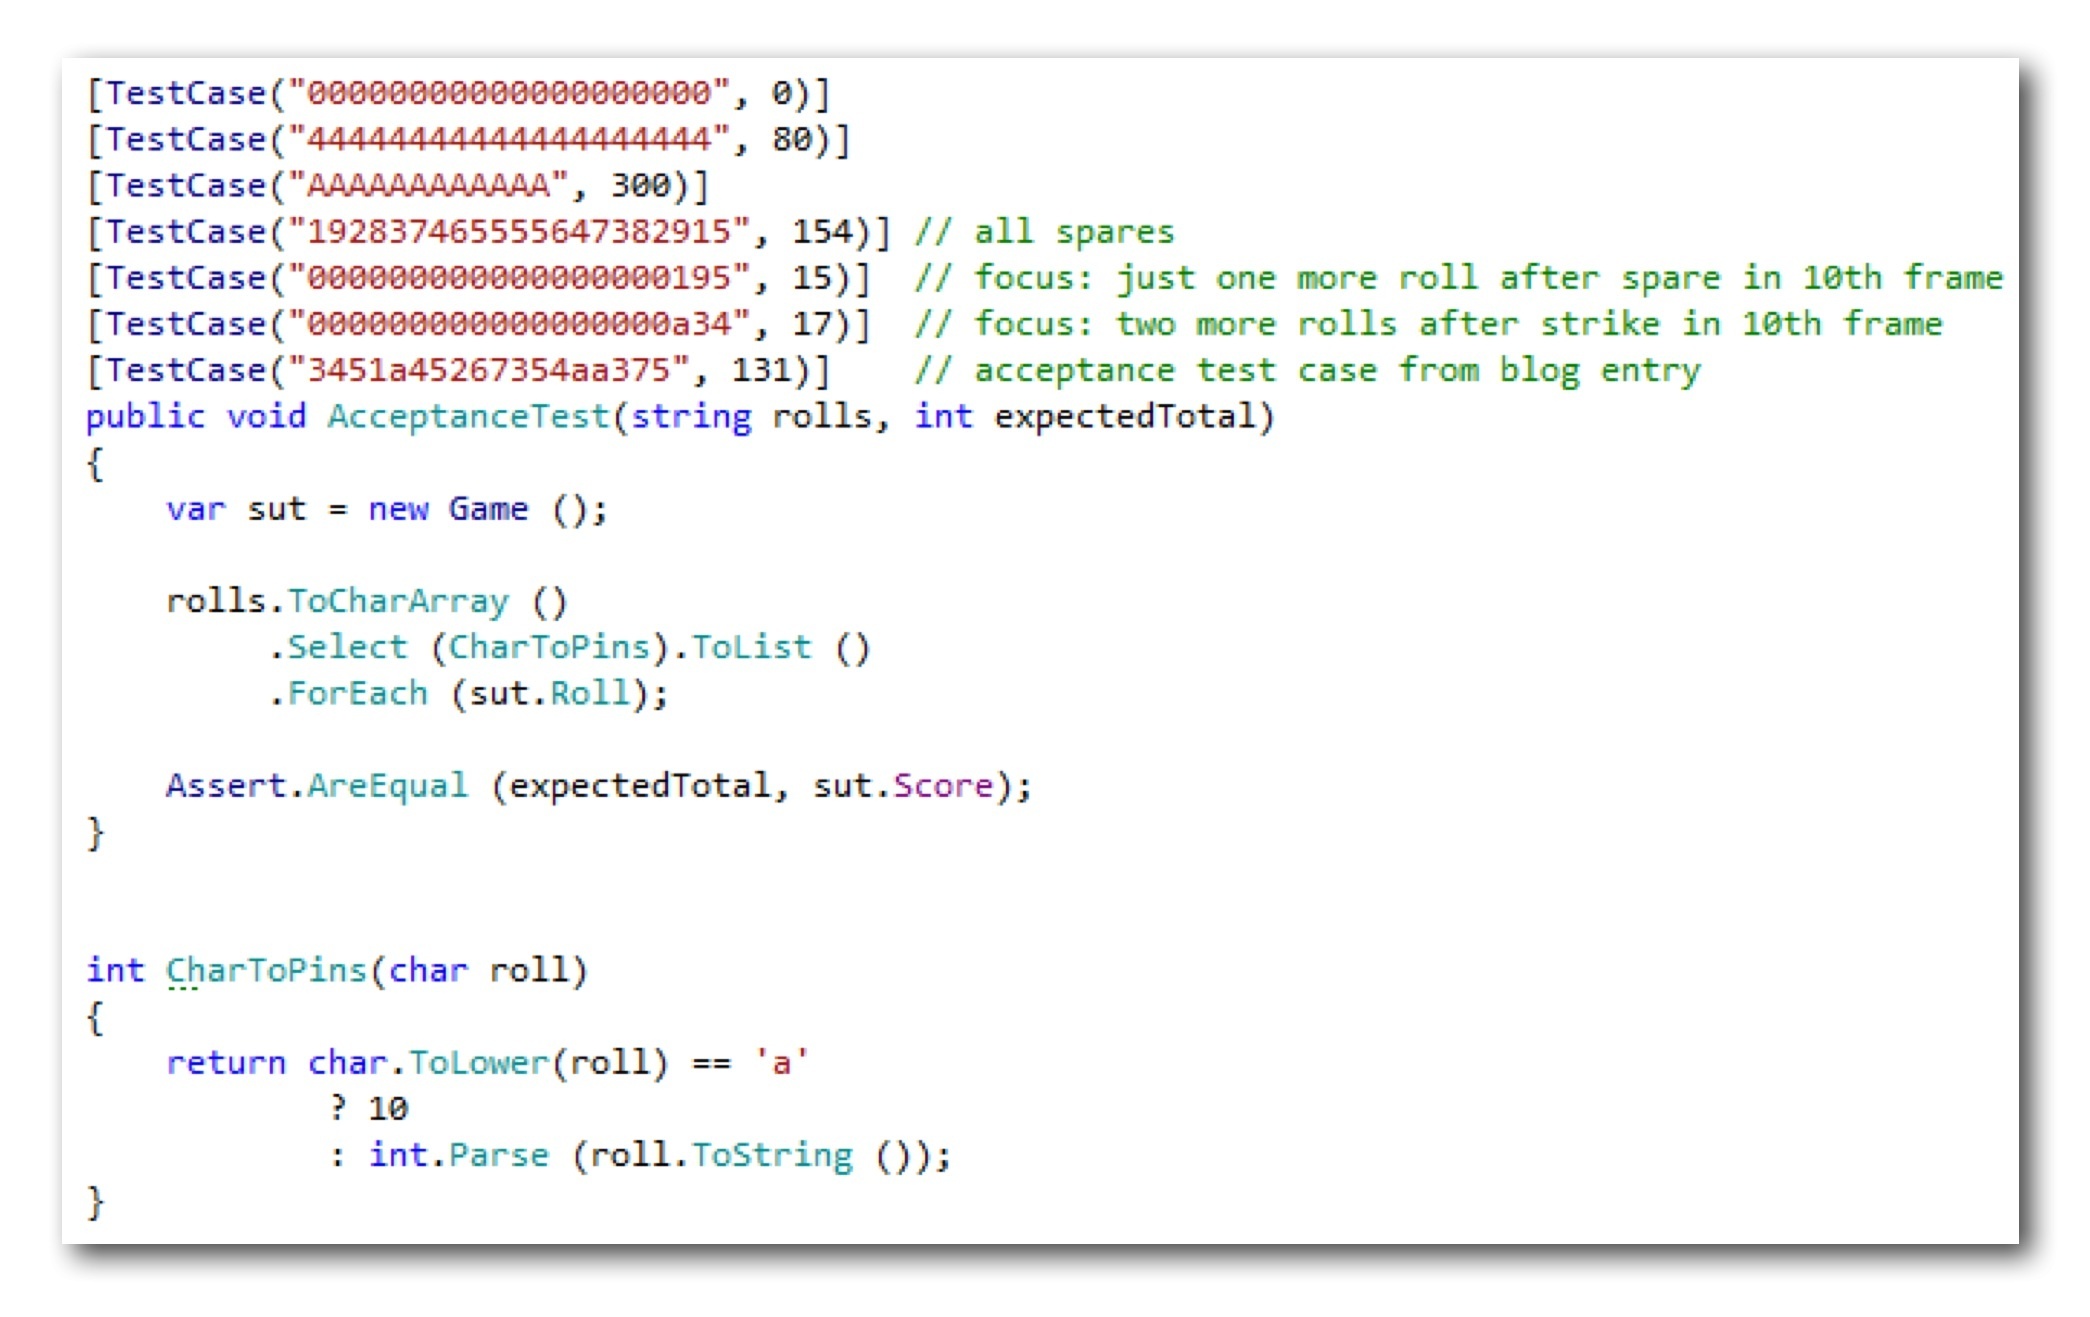 [TestCase("00000000000000000000", 0)]
[TestCase("44444444444444444444", 80)]
[TestCase("AAAAAAAAAAAA", 300)]
[TestCase("192837465555647382915", 154)] // all spares
[TestCase("000000000000000000195", 15)]  // focus: just one more roll after spare in 10th frame
[TestCase("000000000000000000a34", 17)]  // focus: two more rolls after strike in 10th frame
[TestCase("3451a45267354aa375", 131)]    // acceptance test case from blog entry
public void AcceptanceTest(string rolls, int expectedTotal)
{
    var sut = new Game ();
    rolls.ToCharArray ()
         .Select (CharToPins).ToList ()
         .ForEach (sut.Roll);
    Assert.AreEqual (expectedTotal, sut.Score);
}
int CharToPins(char roll)
{
    return char.ToLower(roll) == 'a'
            ? 10
            : int.Parse (roll.ToString ());
}